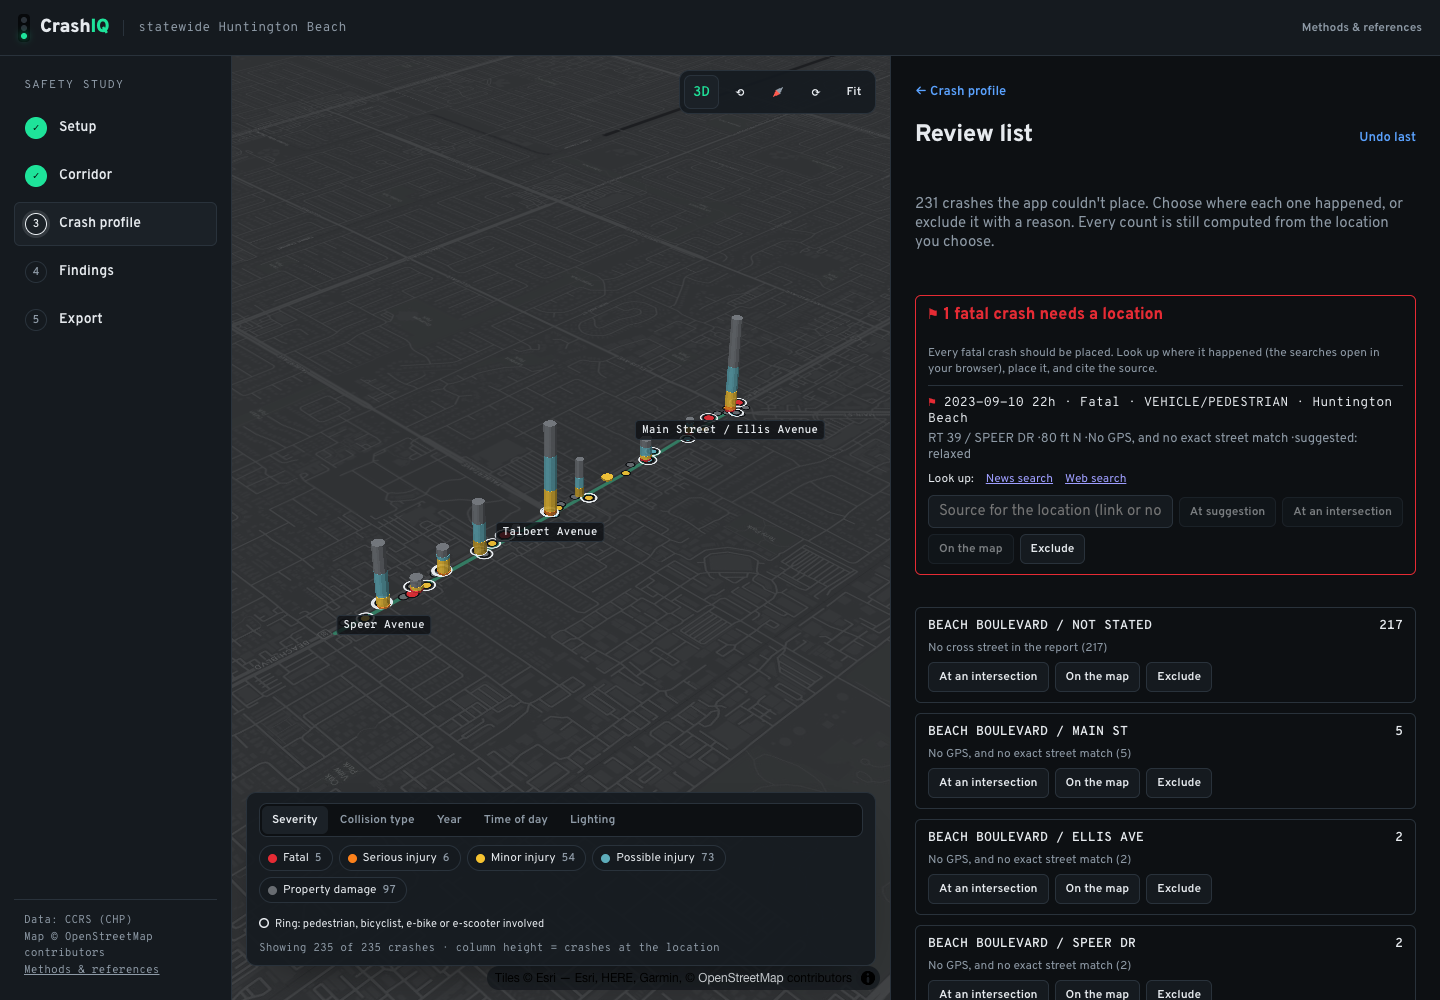 CrashIQ
statewide Huntington Beach
Methods & references
SAFETY STUDY
✓ Setup
✓ Corridor
3 Crash profile
4 Findings
5 Export
Data: CCRS (CHP)
Map © OpenStreetMap
contributors
Methods & references
3D
Fit
Main Street / Ellis Avenue
Talbert Avenue
Speer Avenue
Severity Collision type Year Time of day Lighting
Fatal 5 Serious injury 6 Minor injury 54 Possible injury 73
Property damage 97
Ring: pedestrian, bicyclist, e-bike or e-scooter involved
Showing 235 of 235 crashes · column height = crashes at the location
Tiles © Esri — Esri, HERE, Garmin, © OpenStreetMap contributors
← Crash profile
Review list
Undo last
231 crashes the app couldn't place. Choose where each one happened, or
exclude it with a reason. Every count is still computed from the location
you choose.
⚑ 1 fatal crash needs a location
Every fatal crash should be placed. Look up where it happened (the searches open in
your browser), place it, and cite the source.
⚑ 2023-09-10 22h · Fatal · VEHICLE/PEDESTRIAN · Huntington
Beach
RT 39 / SPEER DR ·80 ft N ·No GPS, and no exact street match ·suggested:
relaxed
Look up: News search Web search
Source for the location (link or no
At suggestion
At an intersection
On the map
Exclude
BEACH BOULEVARD / NOT STATED 217
No cross street in the report (217)
At an intersection On the map Exclude
BEACH BOULEVARD / MAIN ST 5
No GPS, and no exact street match (5)
At an intersection On the map Exclude
BEACH BOULEVARD / ELLIS AVE 2
No GPS, and no exact street match (2)
At an intersection On the map Exclude
BEACH BOULEVARD / SPEER DR 2
No GPS, and no exact street match (2)
At an intersection On the map Exclude